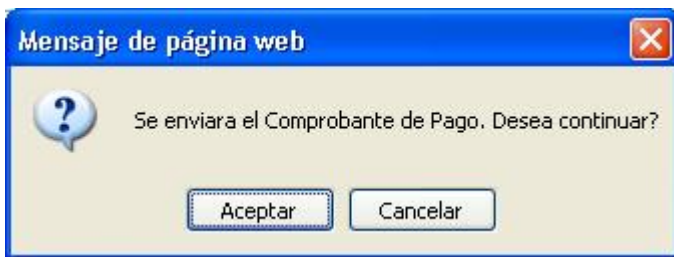 Mensaje de página web
Se enviara el Comprobante de Pago. Desea continuar?
Aceptar
Cancelar